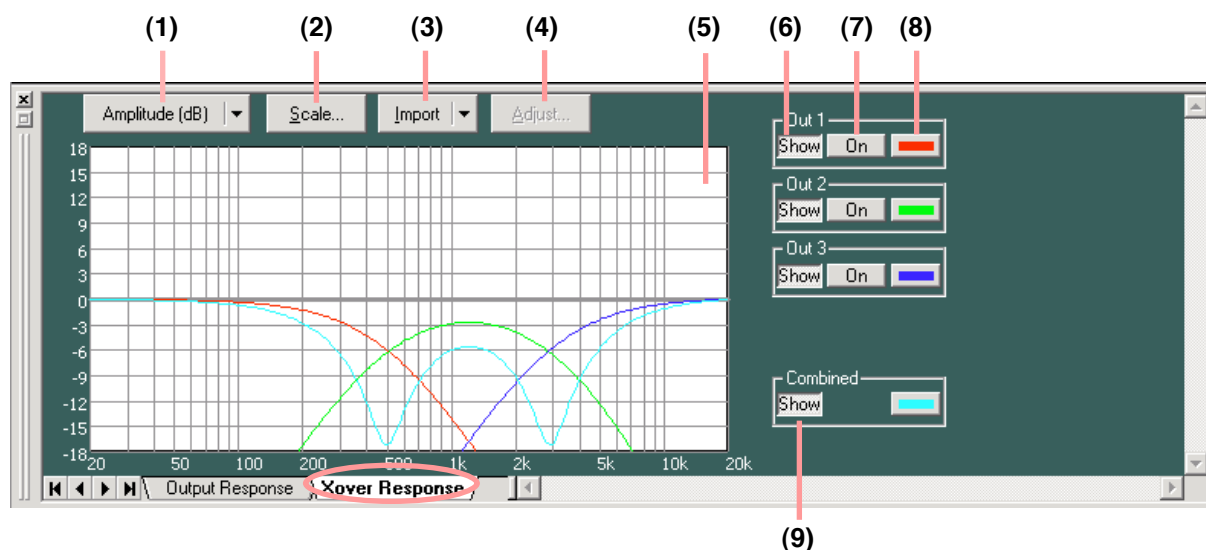 (1) (2) (3) (4) (5) (6) (7) (8)
Amplitude (dB) Scale... Import Adjust...
Out 1
Show On
Out 2
Show On
Out 3
Show On
Combined
Show
18
15
12
9
6
3
0
-3
-6
-9
-12
-15
-18
20 50 100 200 500 1k 2k 5k 10k 20k
Output Response Xover Response
(9)